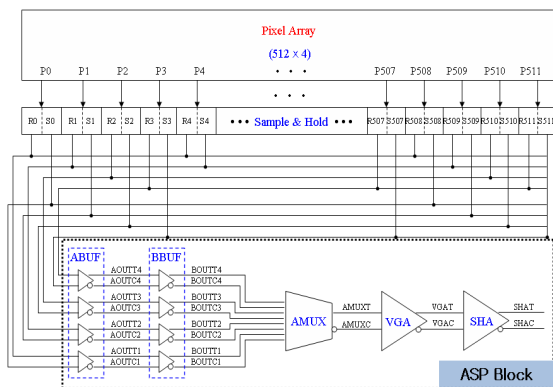 Pixel Array
(512 x 4)
P0 P1 P2 P3 P4 • • • P507 P508 P509 P510 P511
• • •
R0 S0 R1 S1 R2 S2 R3 S3 R4 S4 ••• Sample & Hold ••• R507 S507 R508 S508 R509 S509 R510 S510 R511 S511
ABUF BBUF
AOUTT4 BOUTT4
AOUTC4 BOUTC4
AOUTT3 BOUTT3
AOUTC3 BOUTC3
AOUTT2 BOUTT2
AOUTC2 BOUTC2
AOUTT1 BOUTT1
AOUTC1 BOUTC1
AMUX
AMUXT
AMUXC
VGA
VGAT
VGAC
SHA
SHAT
SHAC
ASP Block